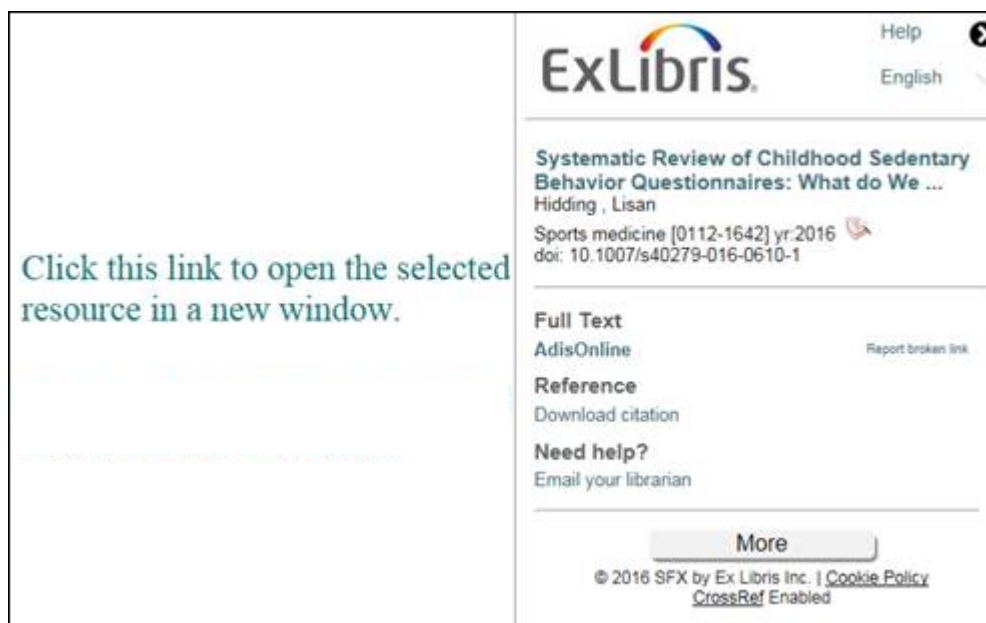 Click this link to open the selected
resource in a new window.
ExLibris®
Help
English
Systematic Review of Childhood Sedentary
Behavior Questionnaires: What do We ...
Hidding , Lisan
Sports medicine [0112-1642] yr:2016
doi: 10.1007/s40279-016-0610-1
Full Text
AdisOnline
Report broken link
Reference
Download citation
Need help?
Email your librarian
More
© 2016 SFX by Ex Libris Inc. | Cookie Policy
CrossRef Enabled